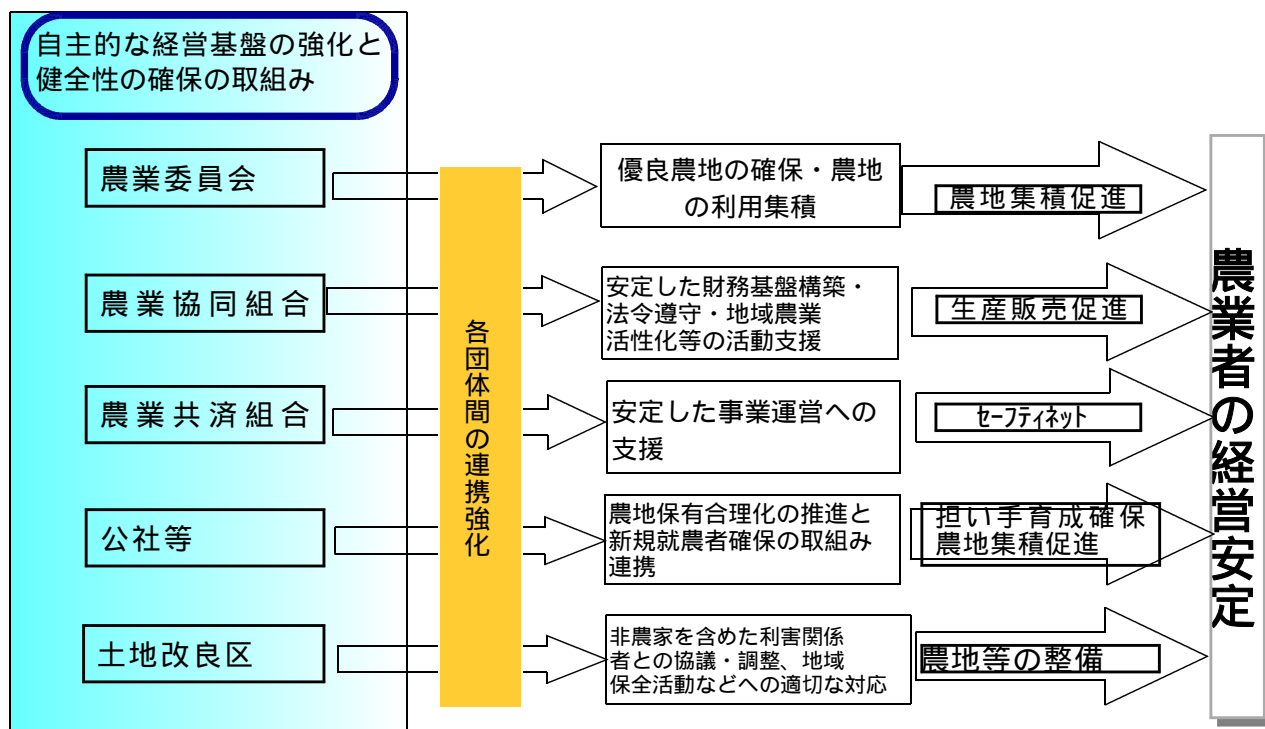 自主的な経営基盤の強化と
健全性の確保の取組み
農業委員会
農業協同組合
農業共済組合
公社等
土地改良区
各団体間の連携強化
優良農地の確保・農地
の利用集積
安定した財務基盤構築・
法令遵守・地域農業
活性化等の活動支援
安定した事業運営への
支援
農地保有合理化の推進と
新規就農者確保の取組み
連携
非農家を含めた利害関係
者との協議・調整、地域
保全活動などへの適切な対応
農地集積促進
生産販売促進
ｾｰﾌﾃｨﾈｯﾄ
担い手育成確保
農地集積促進
農地等の整備
農業者の経営安定